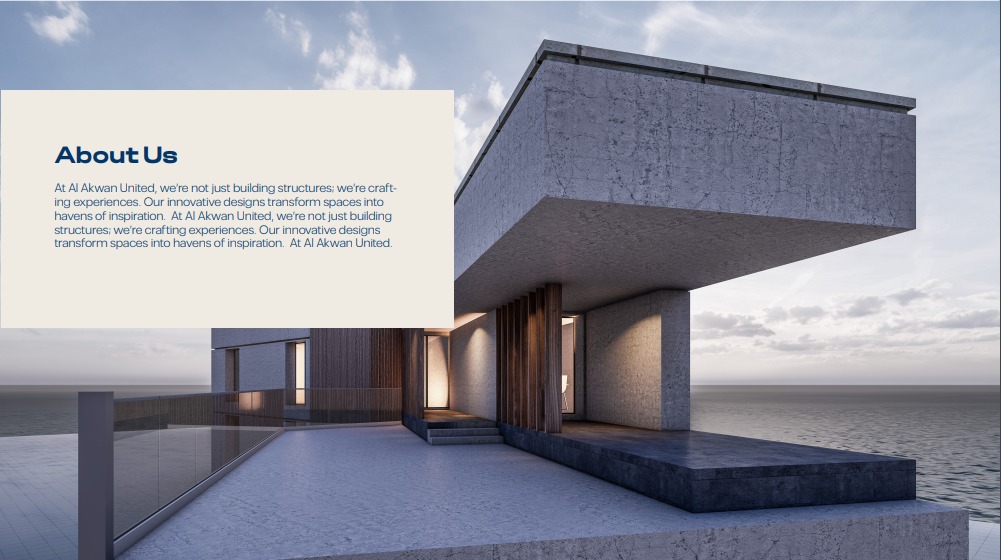 About Us
At Al Akwan United, we're not just building structures; we're craft-
ing experiences. Our innovative designs transform spaces into
havens of inspiration.  At Al Akwan United, we're not just building
structures; we're crafting experiences. Our innovative designs
transform spaces into havens of inspiration.  At Al Akwan United.